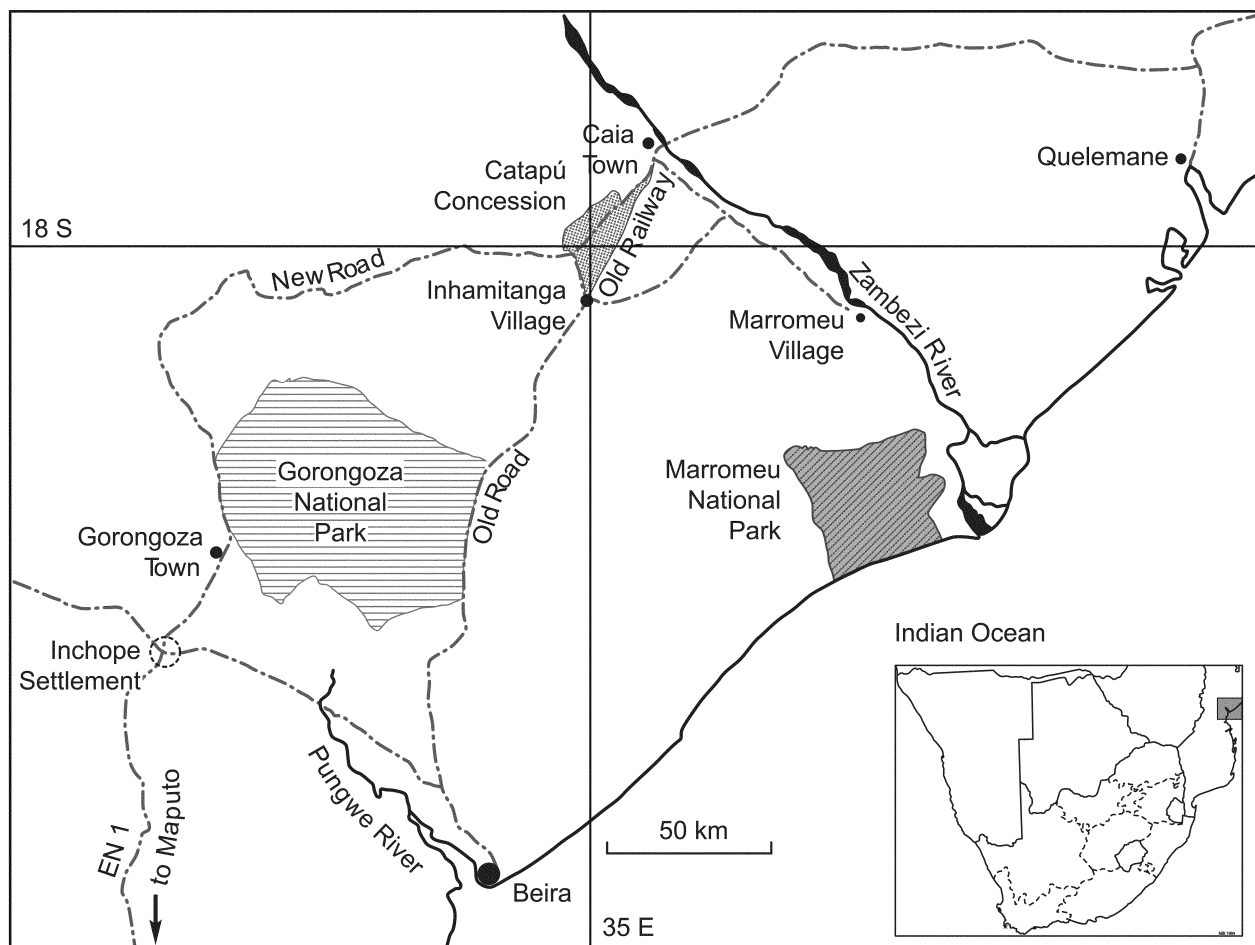 Caia
Town
Quelemane
Catapú
Concession
18 S
Old Railway
New Road
Inhamitanga
Village
Zambezi River
Marromeu
Village
Gorongoza
National
Park
Old Road
Marromeu
National
Park
Gorongoza
Town
Inchope
Settlement
Indian Ocean
Pungwe River
EN 1
to Maputo
50 km
Beira
35 E